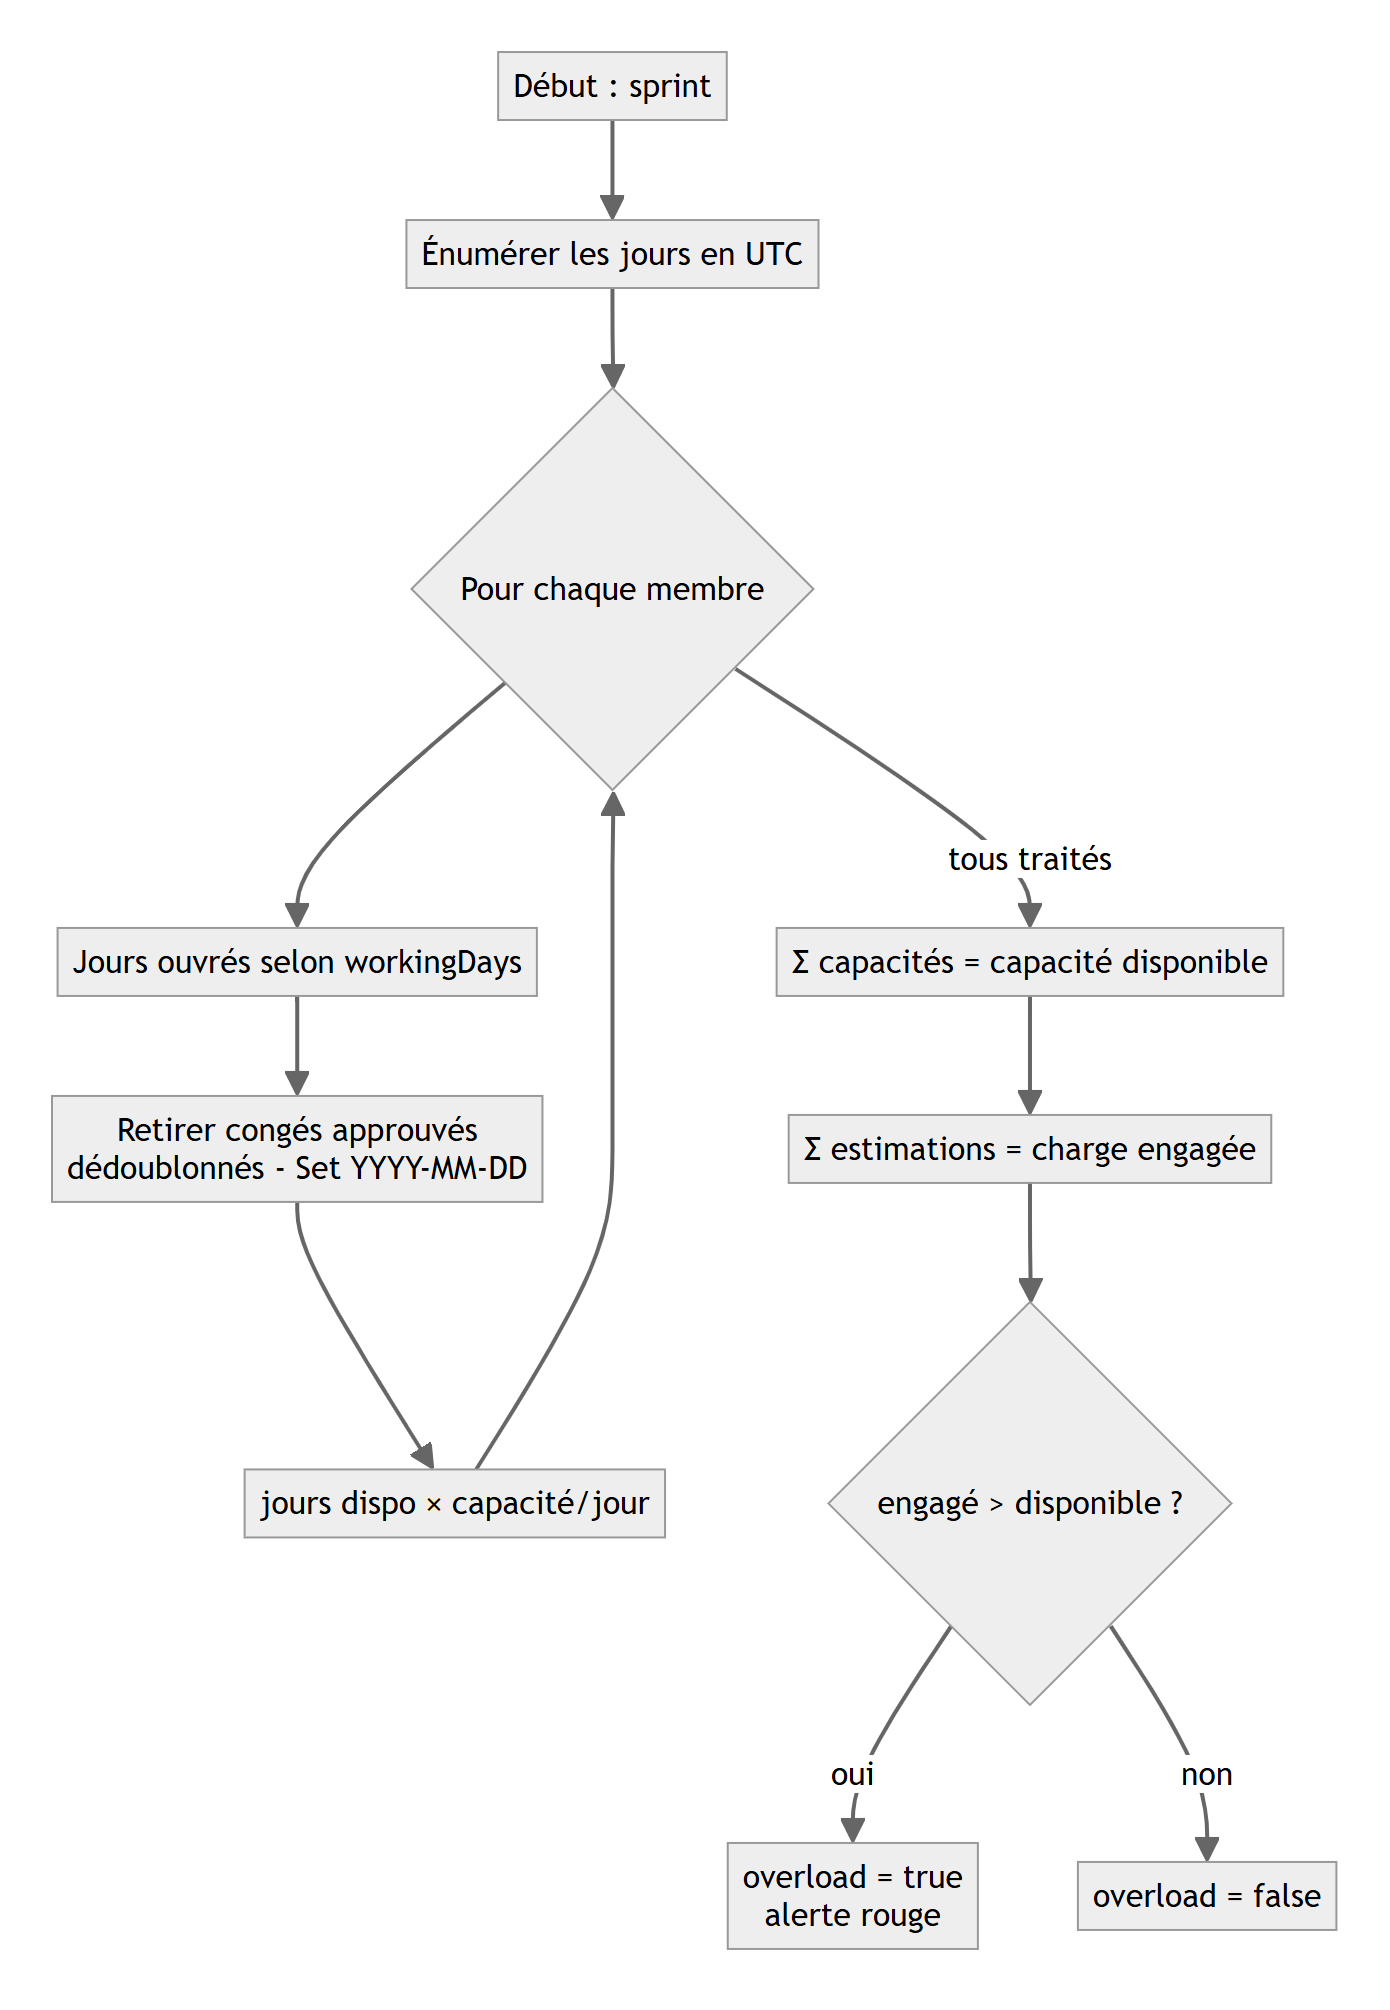 Début : sprint
Énumérer les jours en UTC
Pour chaque membre
tous traités
Jours ouvrés selon workingDays
Σ capacités = capacité disponible
Retirer congés approuvés
dédoublonnés - Set YYYY-MM-DD
Σ estimations = charge engagée
jours dispo × capacité/jour
engagé > disponible ?
oui
non
overload = true
alerte rouge
overload = false